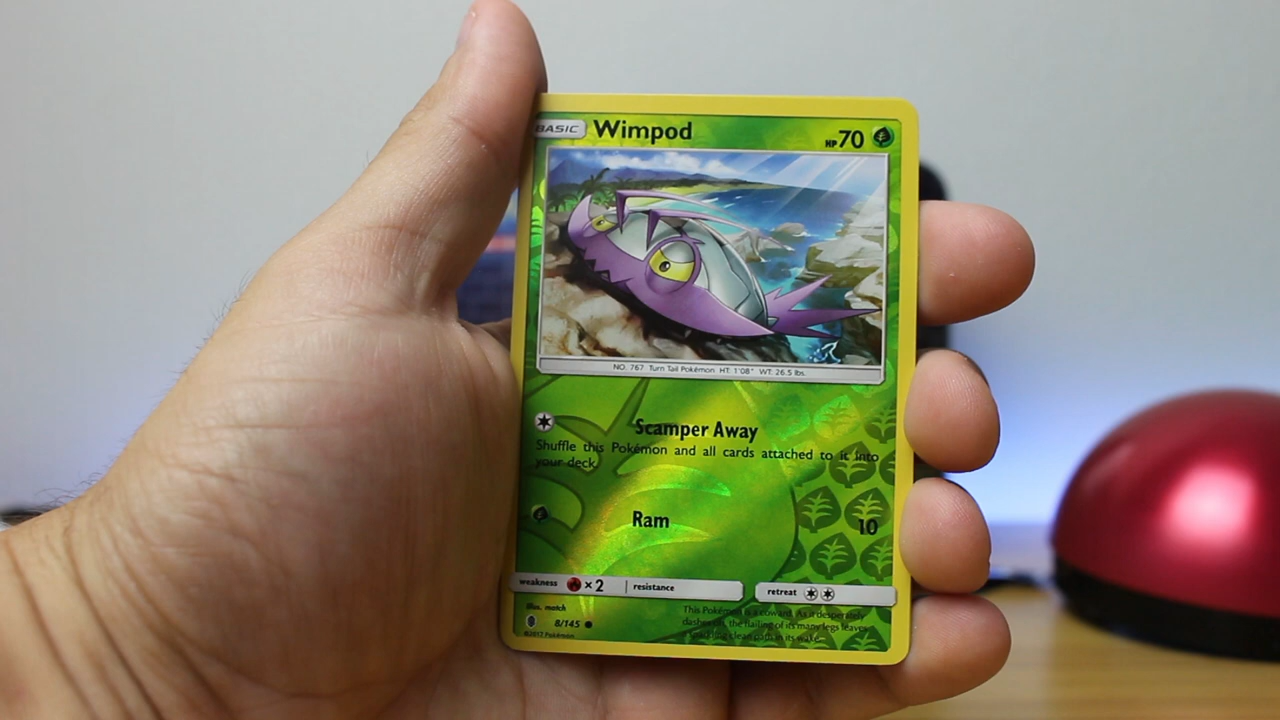 BASIC Wimpod HP70
NO. 767 Turn Tail Pokémon HT: 1'08" WT: 26.5 lbs.
Scamper Away
Shuffle this Pokémon and all cards attached to it into
your deck.
Ram 10
weakness ×2 resistance retreat
Illus. match
8/145
©2017 Pokémon
This Pokémon is a coward. As it desperately
dashes on, the flailing of its many legs leaves
a sparkling clean path in its wake.